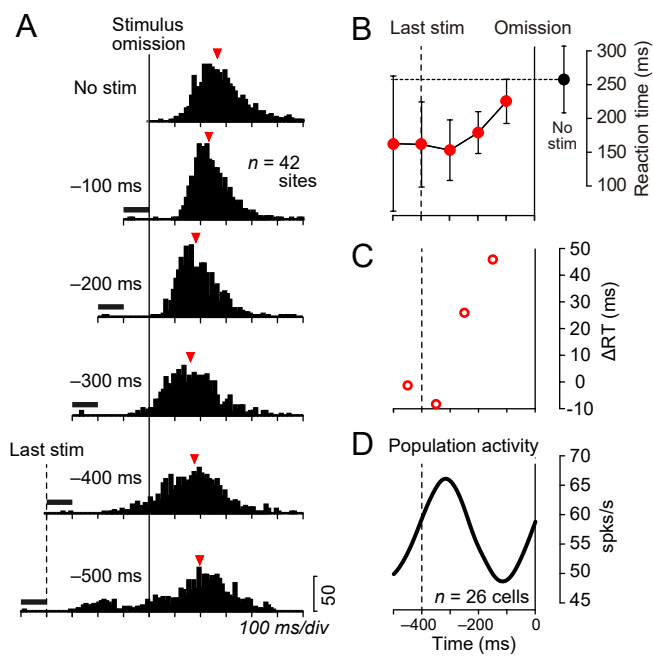 A
Stimulus
omission
No stim
n = 42
sites
–100 ms
–200 ms
–300 ms
Last stim
–400 ms
–500 ms
50
100 ms/div
B
Last stim
Omission
300
250
200
150
100
Reaction time
(ms)
No
stim
C
50
40
30
20
10
0
-10
ΔRT (ms)
D
Population activity
70
65
60
55
50
45
spks/s
n = 26 cells
−400
−200
0
Time (ms)